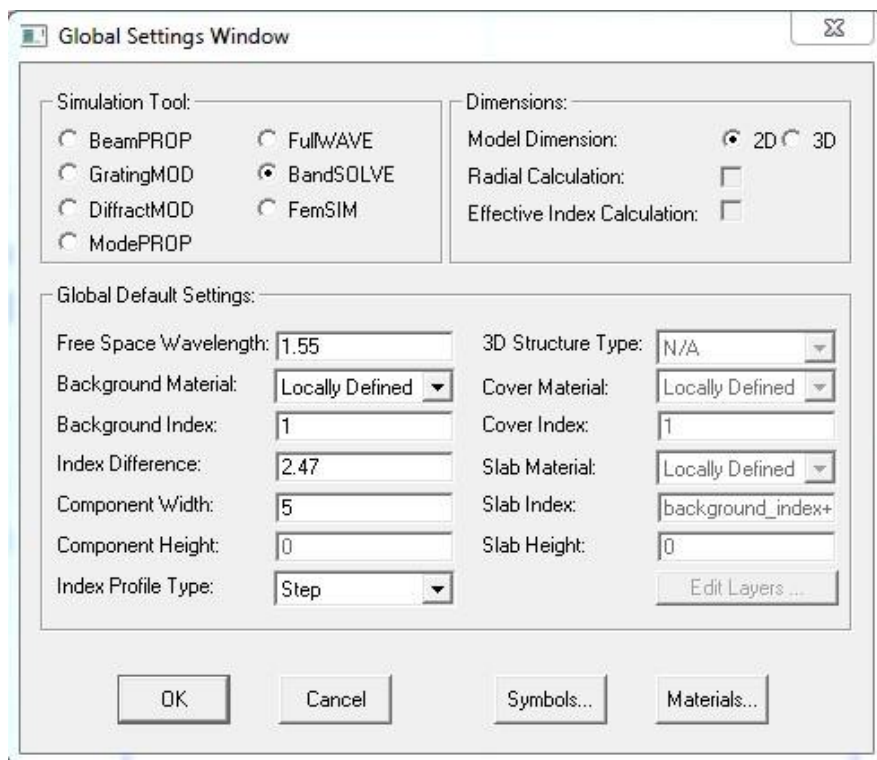 Global Settings Window
Simulation Tool:
BeamPROP
FullWAVE
GratingMOD
BandSOLVE
DiffractMOD
FemSIM
ModePROP
Dimensions:
Model Dimension: 2D 3D
Radial Calculation:
Effective Index Calculation:
Global Default Settings:
Free Space Wavelength: 1.55
Background Material: Locally Defined
Background Index: 1
Index Difference: 2.47
Component Width: 5
Component Height: 0
Index Profile Type: Step
3D Structure Type: N/A
Cover Material: Locally Defined
Cover Index: 1
Slab Material: Locally Defined
Slab Index: background_index+
Slab Height: 0
Edit Layers ...
OK
Cancel
Symbols...
Materials...